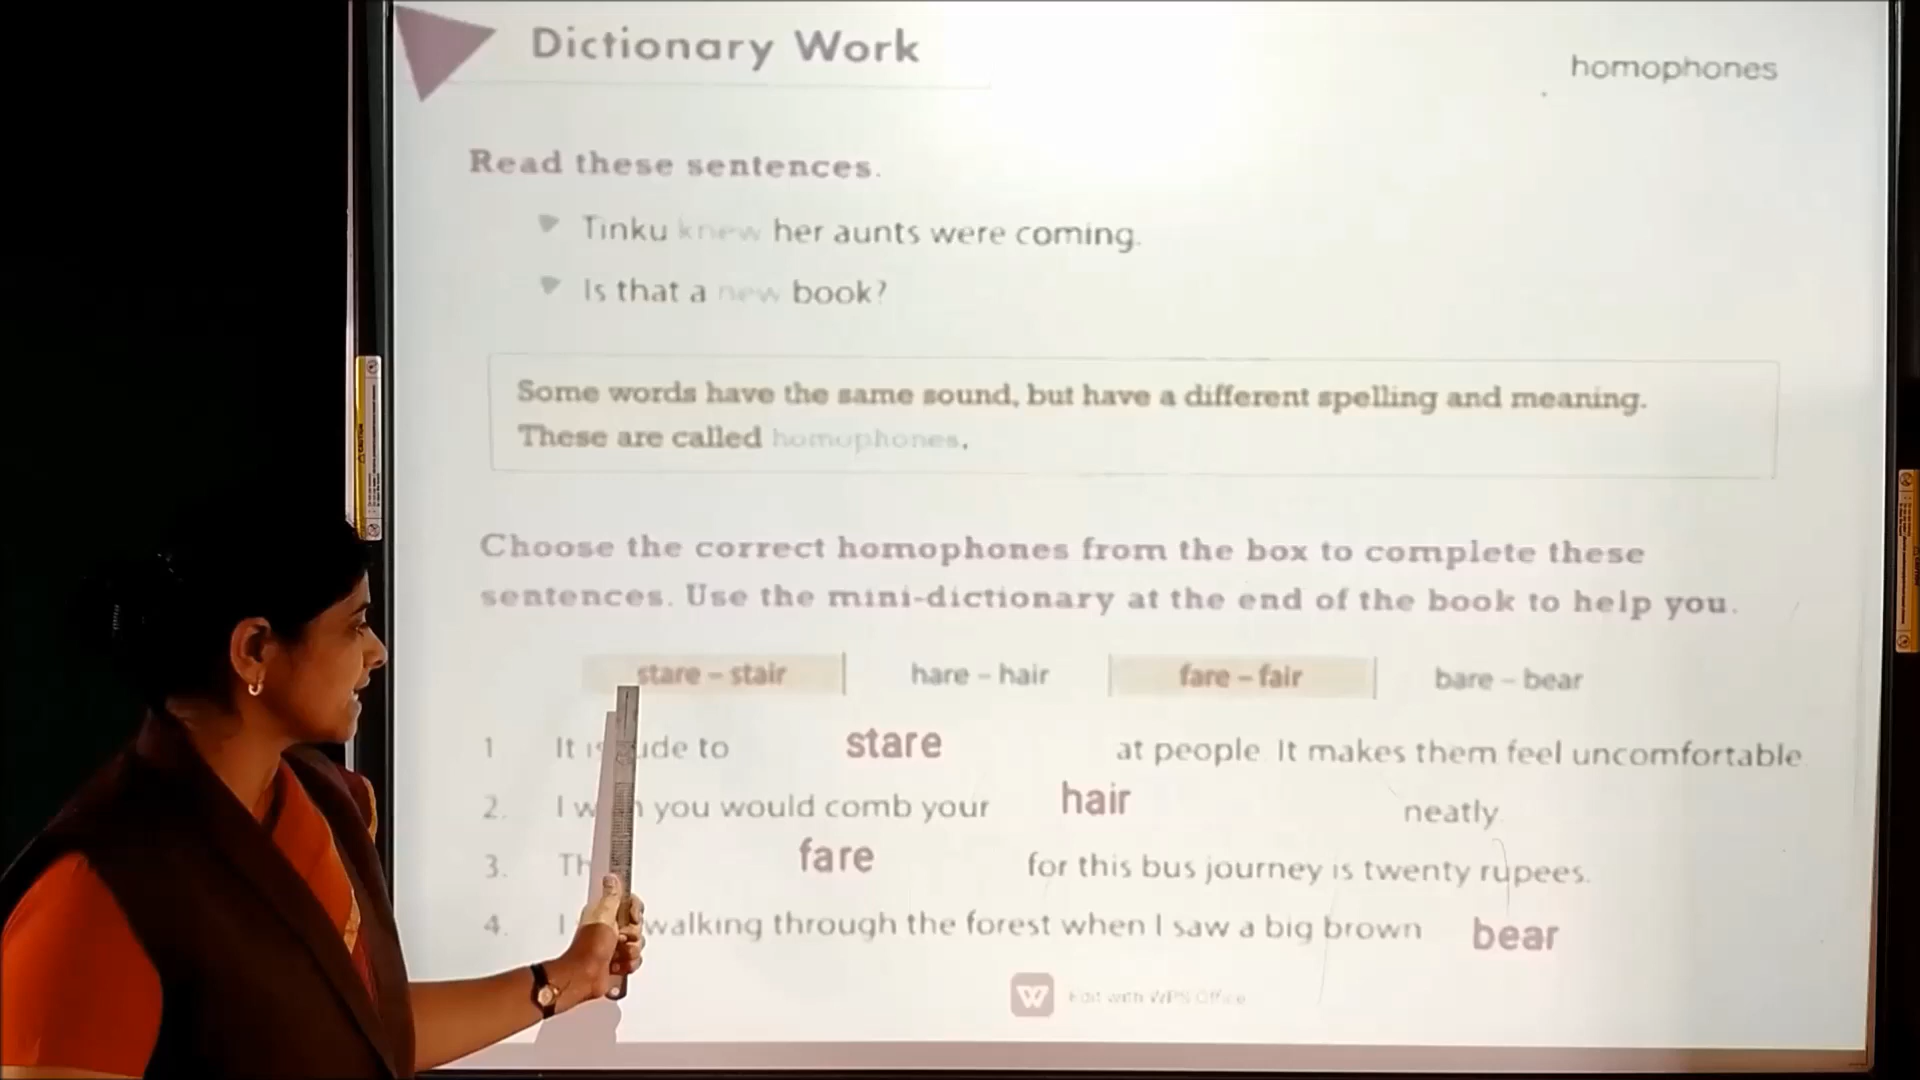 Dictionary Work
homophones
Read these sentences.
Tinku knew her aunts were coming.
Is that a new book?
Some words have the same sound, but have a different spelling and meaning.
These are called homophones.
Choose the correct homophones from the box to complete these
sentences. Use the mini-dictionary at the end of the book to help you.
stare – stair hare – hair fare – fair bare – bear
1 It is to stare at people. It makes them feel uncomfortable
2. I you would comb your hair neatly.
3. fare for this bus journey is twenty rupees.
4. I walking through the forest when I saw a big brown bear
W Edit with WPS Office
CAUTION